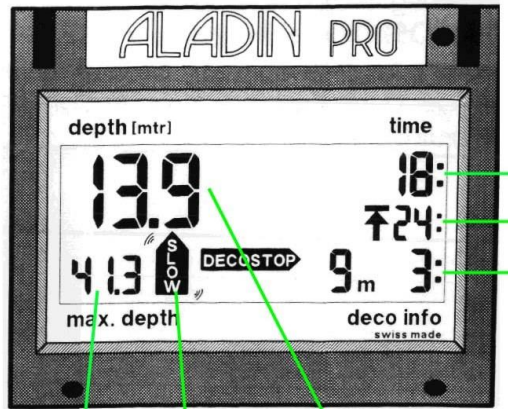 ALADIN PRO
depth [mtr] time
13.9 18:
24:
41.3 SLOW DECOSTOP 9m 3:
max. depth deco info
swiss made